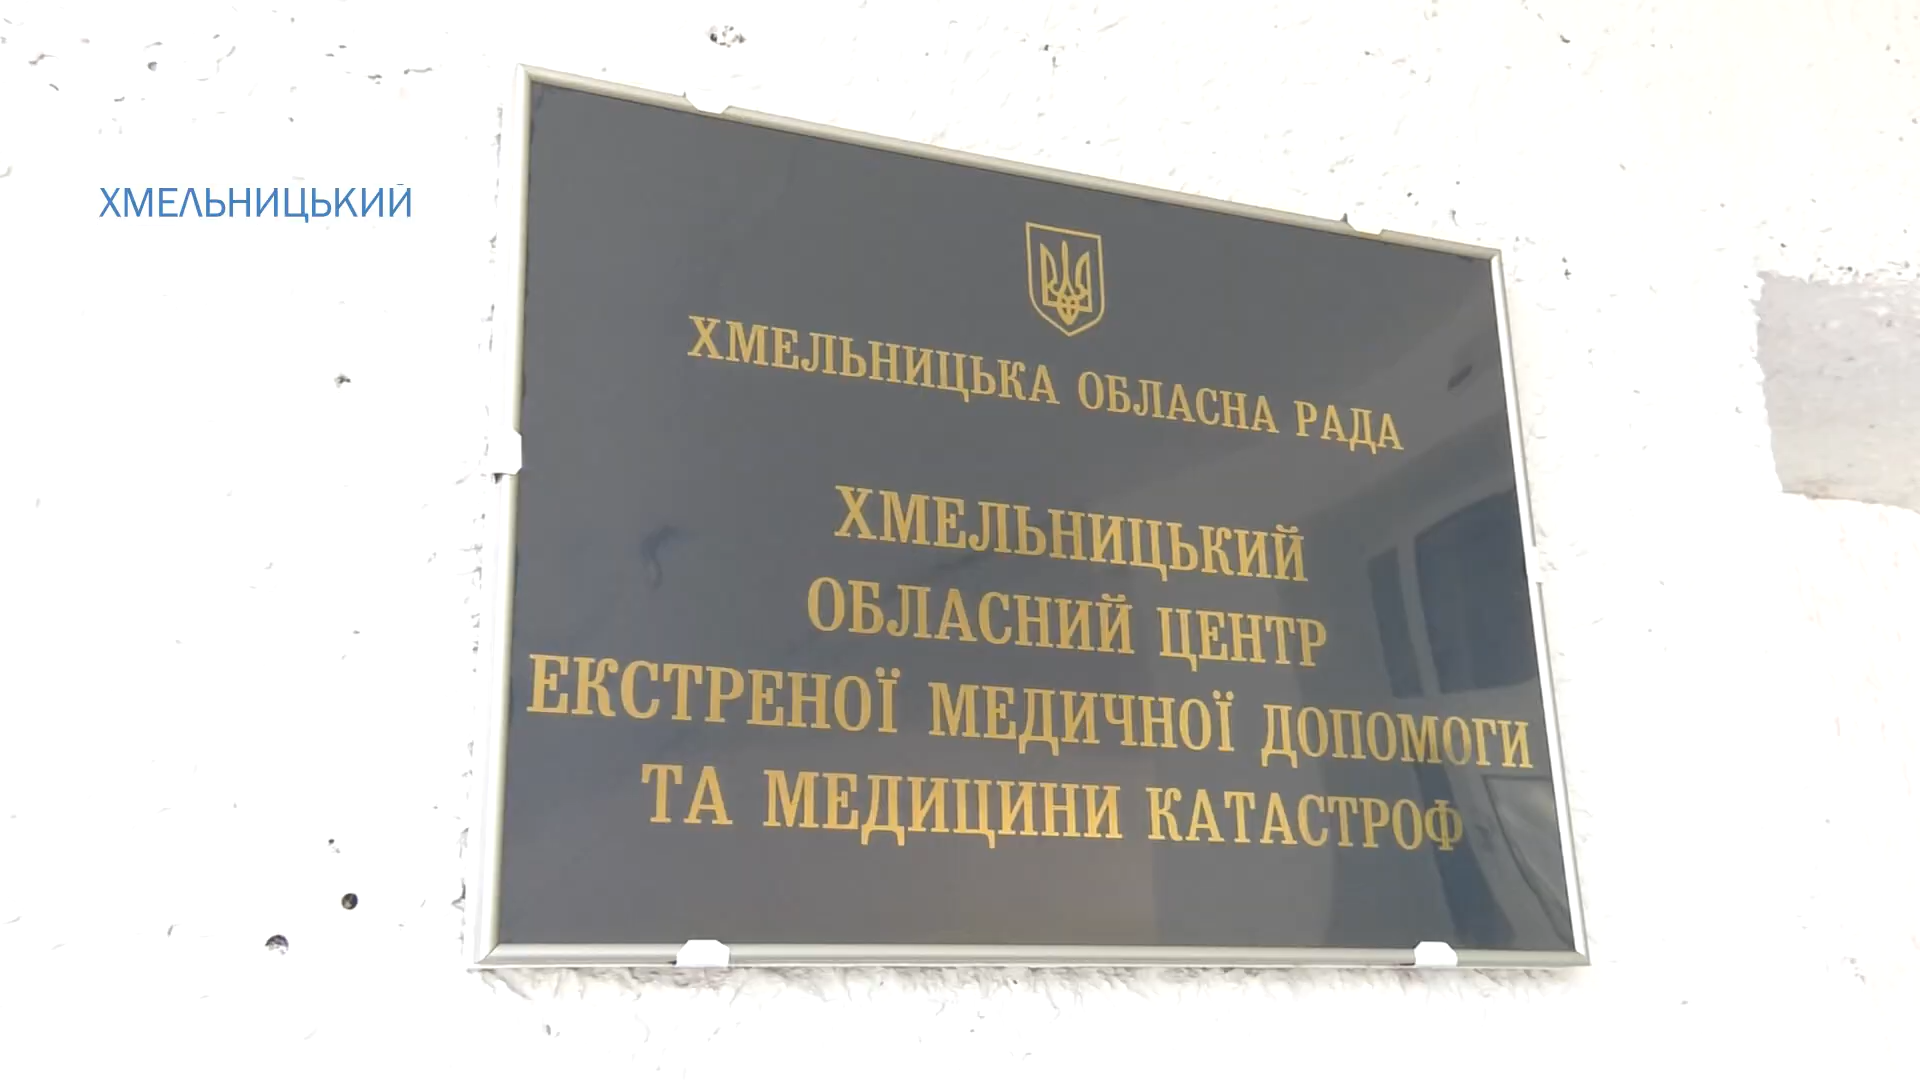 ХМЕЛЬНИЦЬКИЙ
ХМЕЛЬНИЦЬКА ОБЛАСНА РАДА
ХМЕЛЬНИЦЬКИЙ
ОБЛАСНИЙ ЦЕНТР
ЕКСТРЕНОЇ МЕДИЧНОЇ ДОПОМОГИ
ТА МЕДИЦИНИ КАТАСТРОФ